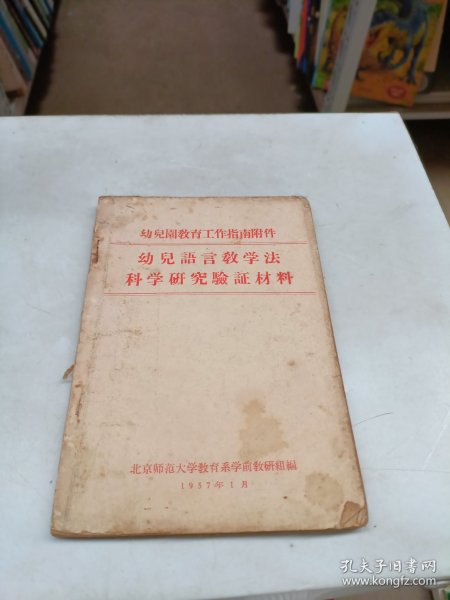 幼兒園教育工作指南附件
幼兒語言教学法
科学研究驗証材料
北京师范大学教育系学前教研組編
1957年1月
孔夫子旧书网
www.kongfz.com